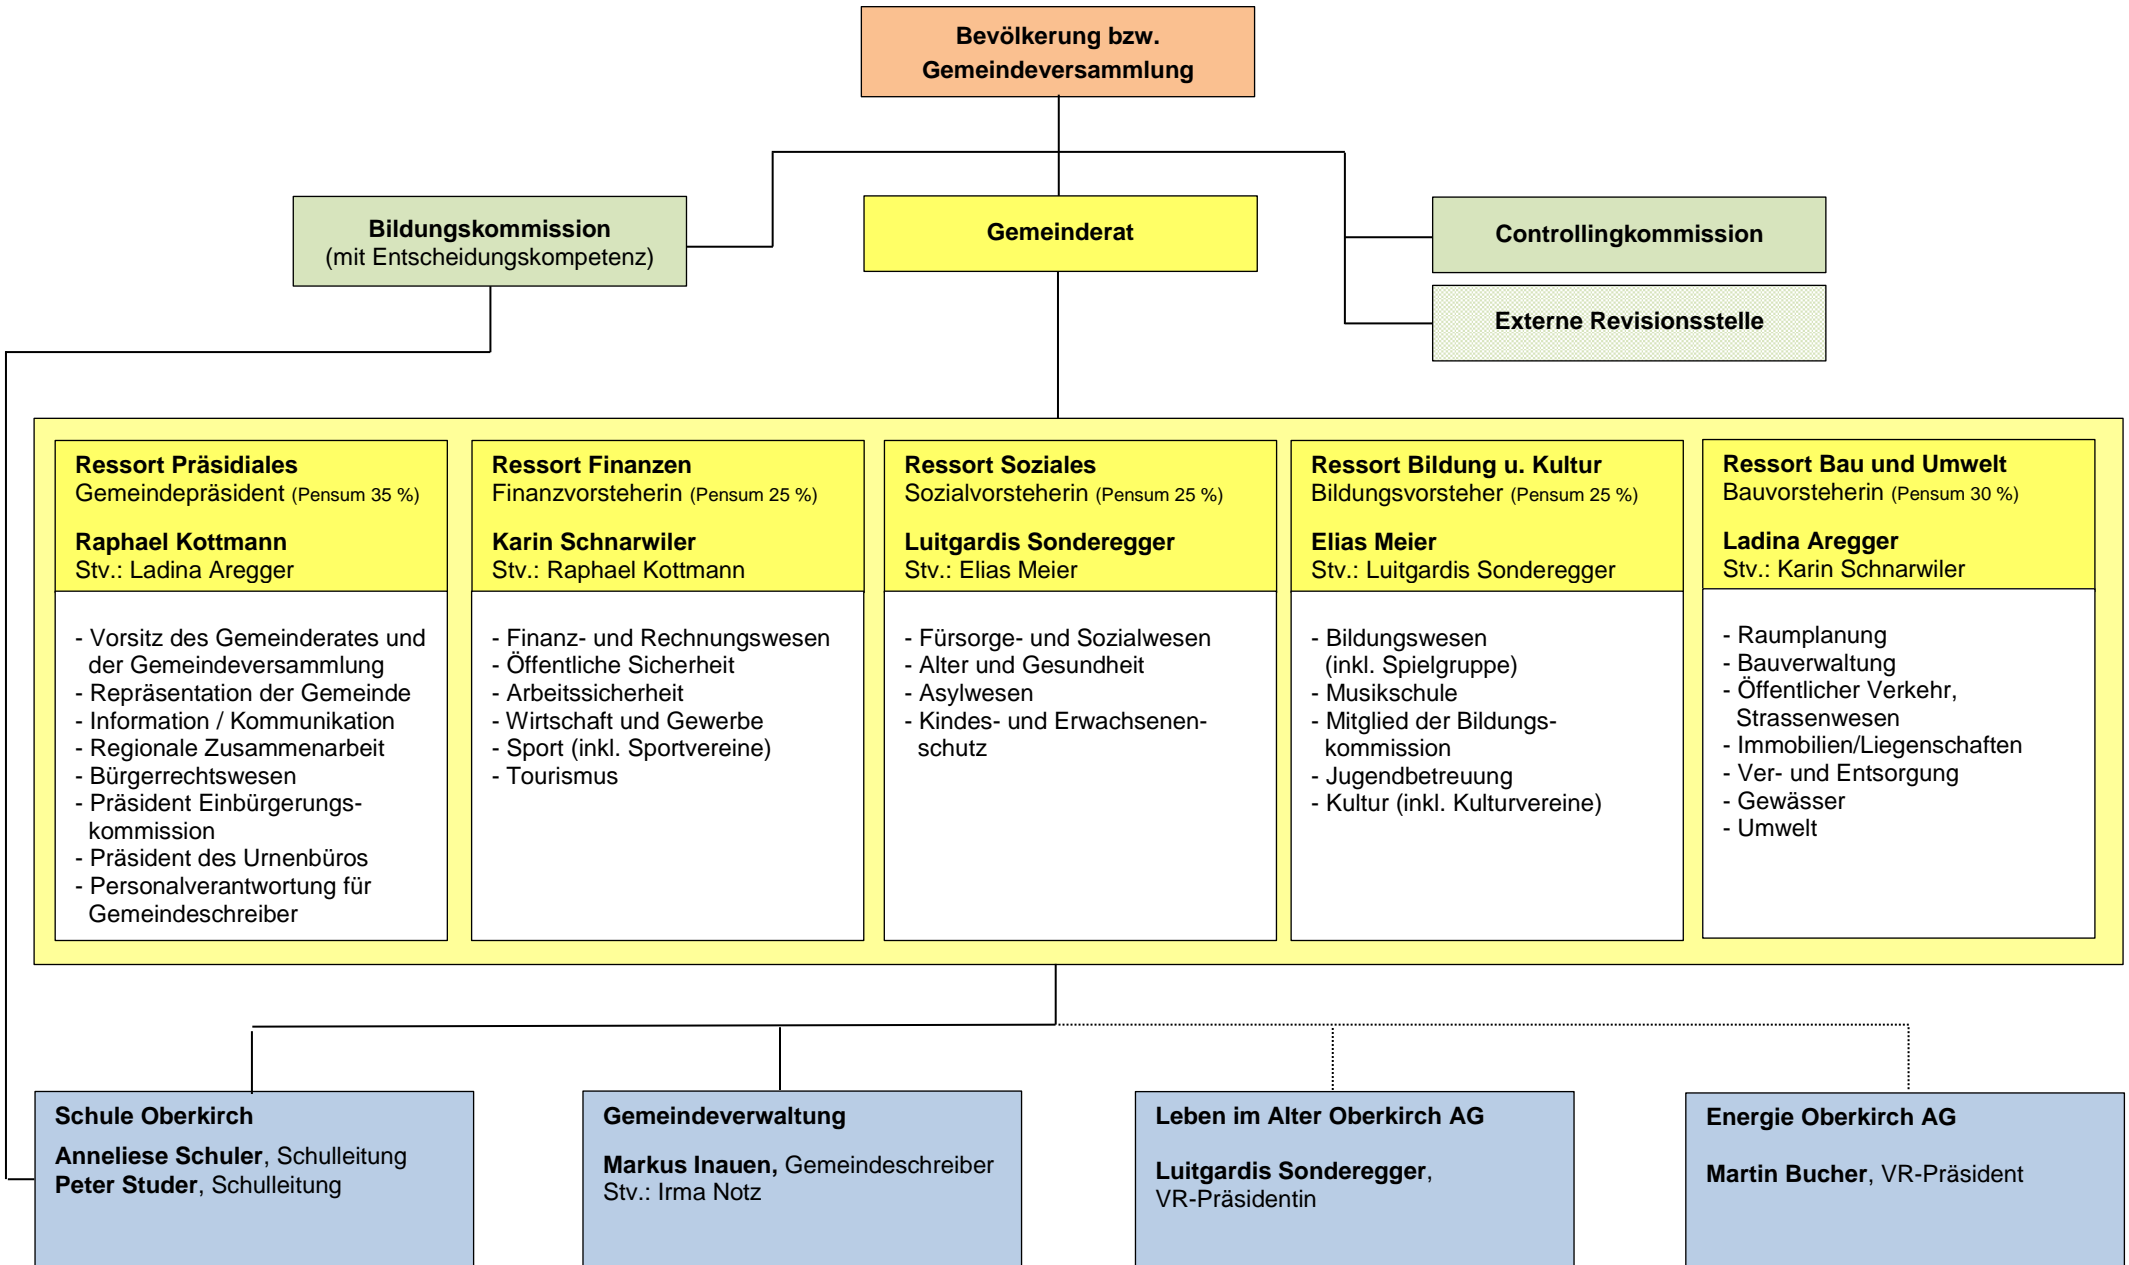 Bevölkerung bzw.
Gemeindeversammlung
Bildungskommission
(mit Entscheidungskompetenz)
Gemeinderat
Controllingkommission
Externe Revisionsstelle
Ressort Präsidiales
Gemeindepräsident (Pensum 35 %)
Raphael Kottmann
Stv.: Ladina Aregger
- Vorsitz des Gemeinderates und
der Gemeindeversammlung
- Repräsentation der Gemeinde
- Information / Kommunikation
- Regionale Zusammenarbeit
- Bürgerrechtswesen
- Präsident Einbürgerungs-
kommission
- Präsident des Urnenbüros
- Personalverantwortung für
Gemeindeschreiber
Ressort Finanzen
Finanzvorsteherin (Pensum 25 %)
Karin Schnarwiler
Stv.: Raphael Kottmann
- Finanz- und Rechnungswesen
- Öffentliche Sicherheit
- Arbeitssicherheit
- Wirtschaft und Gewerbe
- Sport (inkl. Sportvereine)
- Tourismus
Ressort Soziales
Sozialvorsteherin (Pensum 25 %)
Luitgardis Sonderegger
Stv.: Elias Meier
- Fürsorge- und Sozialwesen
- Alter und Gesundheit
- Asylwesen
- Kindes- und Erwachsenen-
schutz
Ressort Bildung u. Kultur
Bildungsvorsteher (Pensum 25 %)
Elias Meier
Stv.: Luitgardis Sonderegger
- Bildungswesen
(inkl. Spielgruppe)
- Musikschule
- Mitglied der Bildungs-
kommission
- Jugendbetreuung
- Kultur (inkl. Kulturvereine)
Ressort Bau und Umwelt
Bauvorsteherin (Pensum 30 %)
Ladina Aregger
Stv.: Karin Schnarwiler
- Raumplanung
- Bauverwaltung
- Öffentlicher Verkehr,
Strassenwesen
- Immobilien/Liegenschaften
- Ver- und Entsorgung
- Gewässer
- Umwelt
Schule Oberkirch
Anneliese Schuler, Schulleitung
Peter Studer, Schulleitung
Gemeindeverwaltung
Markus Inauen, Gemeindeschreiber
Stv.: Irma Notz
Leben im Alter Oberkirch AG
Luitgardis Sonderegger,
VR-Präsidentin
Energie Oberkirch AG
Martin Bucher, VR-Präsident